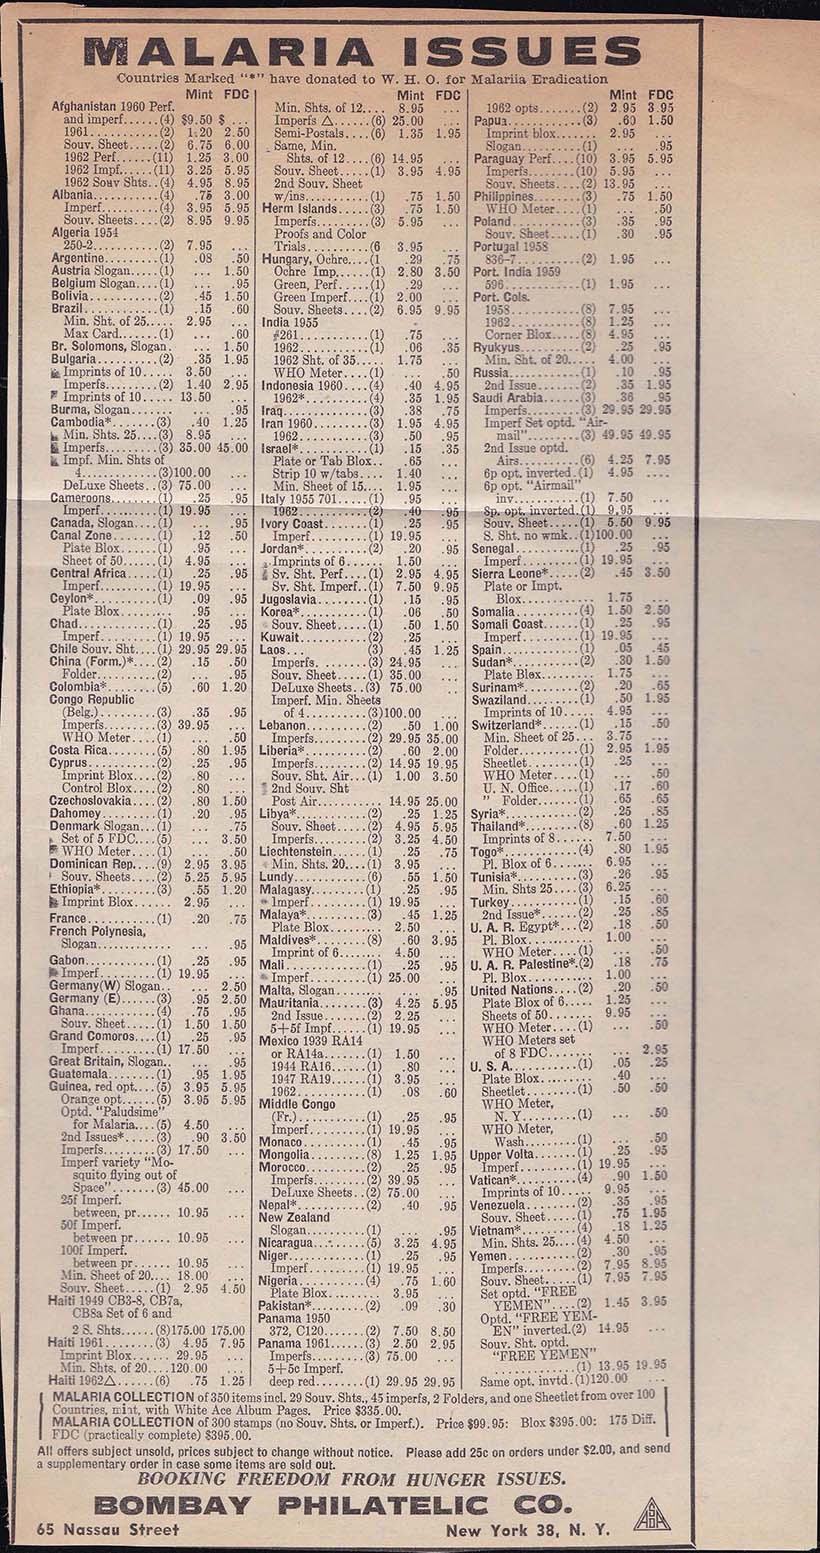 MALARIA ISSUES
Countries Marked "*" have donated to W. H. O. for Malariia Eradication
Mint FDC
Afghanistan 1960 Perf.
and imperf......(4) $9.50 $ ...
1961...........(2) 1.20 2.50
Souv. Sheet.....(2) 6.75 6.00
1962 Perf......(11) 1.25 3.00
1962 Impf......(11) 3.25 5.95
1962 Souv Shts..(4) 4.95 8.95
Albania..........(4) .75 3.00
Imperf..........(4) 3.95 5.95
Souv. Sheets....(2) 8.95 9.95
Algeria 1954
250-2...........(2) 7.95 ...
Argentine........(1) .08 .50
Austria Slogan....(1) ... 1.50
Belgium Slogan....(1) ... .95
Bolivia..........(2) .45 1.50
Brazil...........(1) .15 .60
Min. Sht. of 25..... 2.95 ...
Max Card........(1) ... .60
Br. Solomons, Slogan. ... 1.50
Bulgaria.........(2) .35 1.95
Imprints of 10..... 3.50 ...
Imperfs.........(2) 1.40 2.95
Imprints of 10..... 13.50 ...
Burma, Slogan....... ... .95
Cambodia*........(3) .40 1.25
Min. Shts. 25....(3) 8.95 ...
Imperfs.........(3) 35.00 45.00
Impf. Min. Shts of
4..............(3)100.00 ...
DeLuxe Sheets..(3) 75.00 ...
Cameroons........(1) .25 .95
Imperf..........(1) 19.95 ...
Canada, Slogan....(1) ... .95
Canal Zone........(1) .12 .50
Plate Blox.......(1) .95 ...
Sheet of 50......(1) 4.95 ...
Central Africa.....(1) .25 .95
Imperf..........(1) 19.95 ...
Ceylon*..........(1) .09 .95
Plate Blox.......... .95 ...
Chad.............(1) .25 .95
Imperf..........(1) 19.95 ...
Chile Souv. Sht....(1) 29.95 29.95
China (Form.)*....(2) .15 .50
Folder...........(2) ... .95
Colombia*........(5) .60 1.20
Congo Republic
(Belg.).........(3) .35 .95
Imperfs.........(3) 39.95 ...
WHO Meter......(1) ... .50
Costa Rica.......(5) .80 1.95
Cyprus...........(2) .25 .95
Imprint Blox....(2) .80 ...
Control Blox....(2) .80 ...
Czechoslovakia....(2) .80 1.50
Dahomey.........(1) .20 .95
Denmark Slogan...(1) ... .75
Set of 5 FDC....(5) ... 3.50
WHO Meter.....(1) ... .50
Dominican Rep....(9) 2.95 3.95
Souv. Sheets....(2) 5.25 5.95
Ethiopia*.........(3) .55 1.20
Imprint Blox...... 2.95 ...
France...........(1) .20 .75
French Polynesia,
Slogan............. ... .95
Gabon............(1) .25 .95
Imperf..........(1) 19.95 ...
Germany(W) Slogan.. ... 2.50
Germany (E)......(3) .95 2.50
Ghana............(4) .75 .95
Souv. Sheet.....(1) 1.50 1.50
Grand Comoros....(1) .25 .95
Imperf..........(1) 17.50 ...
Great Britain, Slogan.. ... .95
Guatemala........(1) .95 1.95
Guinea, red opt....(5) 3.95 5.95
Orange opt......(5) 3.95 5.95
Optd. "Paludsime"
for Malaria....(5) 4.50 ...
2nd Issues*.....(3) .90 3.50
Imperfs.........(3) 17.50 ...
Imperf variety "Mo-
squito flying out of
Space".......(3) 45.00 ...
25f Imperf.
between, pr...... 10.95 ...
50f Imperf.
between pr...... 10.95 ...
100f Imperf.
between pr...... 10.95 ...
Min. Sheet of 20.... 18.00 ...
Souv. Sheet.....(1) 2.95 4.50
Haiti 1949 CB3-8, CB7a,
CB8a Set of 6 and
2 S. Shts......(8)175.00 175.00
Haiti 1961........(3) 4.95 7.95
Imprint Blox....... 29.95 ...
Min. Shts. of 20....120.00 ...
Haiti 1962△......(6) .75 1.25
Mint FDC
Min. Shts. of 12.... 8.95 ...
Imperfs △......(6) 25.00 ...
Semi-Postals....(6) 1.35 1.95
Same, Min.
Shts. of 12....(6) 14.95 ...
Souv. Sheet.....(1) 3.95 4.95
2nd Souv. Sheet
w/ins..........(1) .75 1.50
Herm Islands.....(3) .75 1.50
Imperfs.........(3) 5.95 ...
Proofs and Color
Trials..........(6 3.95 ...
Hungary, Ochre....(1 .29 .75
Ochre Imp......(1) 2.80 3.50
Green, Perf.....(1) .29 ...
Green Imperf....(1) 2.00 ...
Souv. Sheets....(2) 6.95 9.95
India 1955
#261...........(1) .75 ...
1962...........(1) .06 .35
1962 Sht. of 35..... 1.75 ...
WHO Meter.....(1) ... .50
Indonesia 1960....(4) .40 4.95
1962*..........(4) .35 1.95
Iraq..............(3) .38 .75
Iran 1960.........(3) 1.95 4.95
1962...........(3) .50 .95
Israel*...........(1) .15 .35
Plate or Tab Blox.. .65 ...
Strip 10 w/tabs.... 1.40 ...
Min. Sheet of 15.... 1.95 ...
Italy 1955 701.....(1) .95 ...
1962...........(2) .40 .95
Ivory Coast.......(1) .25 .95
Imperf..........(1) 19.95 ...
Jordan*..........(2) .20 .95
Imprints of 6...... 1.50 ...
Sv. Sht. Perf....(1) 2.95 4.95
Sv. Sht. Imperf..(1) 7.50 9.95
Jugoslavia........(1) .15 .95
Korea*...........(1) .06 .50
Souv. Sheet.....(1) .50 1.50
Kuwait...........(2) .25 ...
Laos.............(3) .45 1.25
Imperfs.........(3) 24.95 ...
Souv. Sheet.....(1) 35.00 ...
DeLuxe Sheets..(3) 75.00 ...
Imperf. Min. Sheets
of 4...........(3)100.00 ...
Lebanon..........(2) .50 1.00
Imperfs.........(2) 29.95 35.00
Liberia*..........(2) .60 2.00
Imperfs.........(2) 14.95 19.95
Souv. Sht. Air...(1) 1.00 3.50
2nd Souv. Sht
Post Air.......... 14.95 25.00
Libya*............(2) .25 1.25
Souv. Sheet.....(2) 4.95 5.95
Imperfs.........(2) 3.25 4.50
Liechtenstein.....(1) .25 .75
Min. Shts. 20....(1) 3.95 ...
Lundy............(6) .55 1.50
Malagasy.........(1) .25 .95
Imperf..........(1) 19.95 ...
Malaya*..........(3) .45 1.25
Plate Blox......... 2.50 ...
Maldives*.........(8) .60 3.95
Imprint of 6....... 4.50 ...
Mali..............(1) .25 .95
Imperf..........(1) 25.00 ...
Malta, Slogan....... .95
Mauritania........(3) 4.25 5.95
2nd Issue.......(2) 2.25 ...
5+5f Impf......(1) 19.95 ...
Mexico 1939 RA14
or RA14a.......(1) 1.50 ...
1944 RA16......(1) .80 ...
1947 RA19......(1) 3.95 ...
1962...........(1) .08 .60
Middle Congo
(Fr.)...........(1) .25 .95
Imperf..........(1) 19.95 ...
Monaco..........(1) .45 .95
Mongolia.........(8) 1.25 1.95
Morocco..........(2) .25 .95
Imperfs.........(2) 39.95 ...
DeLuxe Sheets..(2) 75.00 ...
Nepal*...........(2) .40 .95
New Zealand
Slogan..........(1) ... .95
Nicaragua........(5) 3.25 4.95
Niger............(1) .25 .95
Imperf..........(1) 19.95 ...
Nigeria...........(4) .75 1.60
Plate Blox......... 3.95 ...
Pakistan*.........(2) .09 .30
Panama 1950
372, C120.......(2) 7.50 8.50
Panama 1961.....(3) 2.50 2.95
Imperfs.........(3) 75.00 ...
5+5c Imperf.
deep red........(1) 29.95 29.95
Mint FDC
1962 opts.......(2) 2.95 3.95
Papua............(3) .60 1.50
Imprint blox....... 2.95 ...
Slogan..........(1) ... .95
Paraguay Perf....(10) 3.95 5.95
Imperfs........(10) 5.95 ...
Souv. Sheets....(2) 13.95 ...
Philippines........(3) .75 1.50
WHO Meter.....(1) ... .50
Poland...........(3) .35 .95
Souv. Sheet.....(1) .30 .95
Portugal 1958
836-7..........(2) 1.95 ...
Port. India 1959
596............(1) 1.95 ...
Port. Cols.
1958...........(8) 7.95 ...
1962...........(8) 1.25 ...
Corner Blox.....(8) 4.95 ...
Ryukyus..........(2) .25 .95
Min. Sht. of 20..... 4.00 ...
Russia............(1) .10 .95
2nd Issue.......(2) .35 1.95
Saudi Arabia......(3) .36 .95
Imperfs.........(3) 29.95 29.95
Imperf Set optd. "Air-
mail"..........(3) 49.95 49.95
2nd Issue optd.
Airs............(6) 4.25 7.95
6p opt. inverted.(1) 4.95 ....
6p opt. "Airmail"
inv............(1) 7.50 ...
8p. opt. inverted.(1) 9.95 ...
Souv. Sheet.....(1) 5.50 9.95
S. Sht. no wmk..(1)100.00 ...
Senegal..........(1) .25 .95
Imperf..........(1) 19.95 ...
Sierra Leone*.....(2) .45 3.50
Plate or Impt.
Blox............ 1.75 ...
Somalia..........(4) 1.50 2.50
Somali Coast......(1) .25 .95
Imperf..........(1) 19.95 ...
Spain............(1) .05 .45
Sudan*...........(2) .30 1.50
Plate Blox......... 1.75 ...
Surinam*.........(2) .20 .65
Swaziland........(1) .50 1.95
Imprints of 10..... 4.95 ...
Switzerland*......(1) .15 .50
Min. Sheet of 25... 3.75 ...
Folder..........(1) 2.95 1.95
Sheetlet.........(1) .25 ...
WHO Meter.....(1) ... .50
U. N. Office.....(1) .17 .60
" Folder......(1) .65 .65
Syria*............(2) .25 .85
Thailand*.........(8) .60 1.25
Imprints of 8...... 7.50 ...
Togo*............(4) .80 1.95
Pl. Blox of 6....... 6.95 ...
Tunisia*..........(3) .26 .95
Min. Shts 25....(3) 6.25 ...
Turkey...........(1) .15 .60
2nd Issue*......(2) .25 .85
U. A. R. Egypt*...(2) .18 .50
Pl. Blox........... 1.00 ...
WHO Meter....(1) ... .50
U. A. R. Palestine*.(2) .18 .75
Pl. Blox........... 1.00 ...
United Nations....(2) .20 .50
Plate Blox of 6..... 1.25 ...
Sheets of 50....... 9.95 ...
WHO Meter....(1) ... .50
WHO Meters set
of 8 FDC....... ... 2.95
U. S. A...........(1) .05 .25
Plate Blox......... .40 ...
Sheetlet........(1) .50 .50
WHO Meter,
N. Y..........(1) ... .50
WHO Meter,
Wash.........(1) ... .50
Upper Volta.......(1) .25 .95
Imperf..........(1) 19.95 ...
Vatican*..........(4) .90 1.50
Imprints of 10..... 9.95 ...
Venezuela........(2) .35 .95
Souv. Sheet.....(1) .75 1.95
Vietnam*.........(4) .18 1.25
Min. Shts. 25....(4) 4.50 ...
Yemen...........(2) .30 .95
Imperfs.........(2) 7.95 8.95
Souv. Sheet.....(1) 7.95 7.95
Set optd. "FREE
YEMEN"......(2) 1.45 3.95
Optd. "FREE YEM-
EN" inverted.(2) 14.95 ...
Souv. Sht. optd.
"FREE YEMEN"
..............(1) 13.95 19.95
Same opt. invtd.(1)120.00 ...
MALARIA COLLECTION of 350 items incl. 29 Souv. Shts., 45 imperfs, 2 Folders, and one Sheetlet from over 100
Countries, mint, with White Ace Album Pages. Price $335.00.
MALARIA COLLECTION of 300 stamps (no Souv. Shts. or Imperf.). Price $99.95: Blox $395.00: 175 Diff.
FDC (practically complete) $395.00.
All offers subject unsold, prices subject to change without notice. Please add 25c on orders under $2.00, and send
a supplementary order in case some items are sold out.
BOOKING FREEDOM FROM HUNGER ISSUES.
BOMBAY PHILATELIC CO.
65 Nassau Street New York 38, N. Y.
ASDA